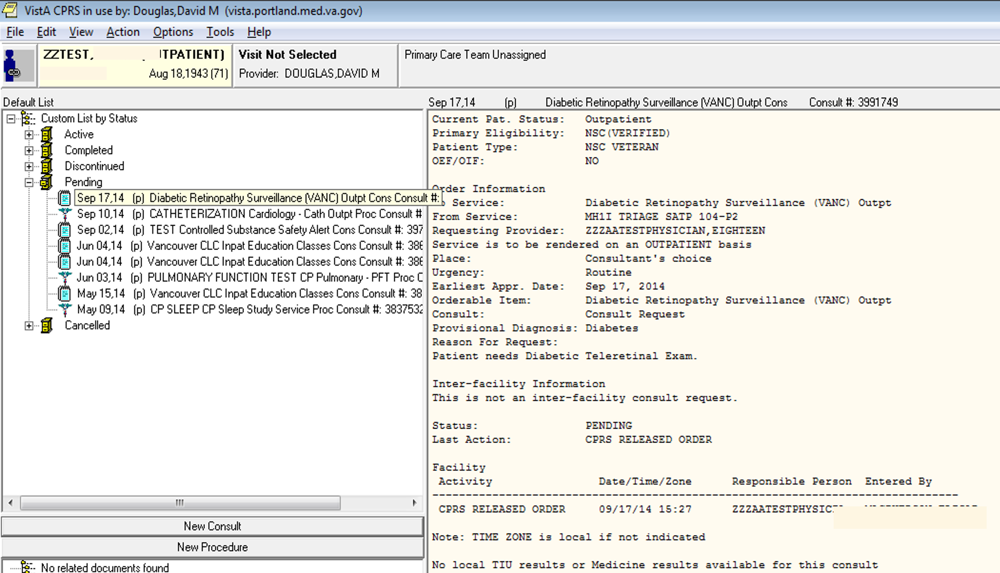 VistA CPRS in use by: Douglas,David M (vista.portland.med.va.gov)
File Edit View Action Options Tools Help
ZZTEST, TPATIENT)
Aug 18,1943 (71)
Visit Not Selected
Provider: DOUGLAS,DAVID M
Primary Care Team Unassigned
Default List
Custom List by Status
Active
Completed
Discontinued
Pending
Sep 17,14 (p) Diabetic Retinopathy Surveillance (VANC) Outpt Cons Consult #:
Sep 10,14 (p) CATHETERIZATION Cardiology - Cath Outpt Proc Consult #
Sep 02,14 (p) TEST Controlled Substance Safety Alert Cons Consult #: 397
Jun 04,14 (p) Vancouver CLC Inpat Education Classes Cons Consult #: 386
Jun 04,14 (p) Vancouver CLC Inpat Education Classes Cons Consult #: 386
Jun 03,14 (p) PULMONARY FUNCTION TEST CP Pulmonary - PFT Proc C
May 15,14 (p) Vancouver CLC Inpat Education Classes Cons Consult #: 38
May 09,14 (p) CP SLEEP CP Sleep Study Service Proc Consult #: 3837532
Cancelled
New Consult
New Procedure
No related documents found
Sep 17,14 (p) Diabetic Retinopathy Surveillance (VANC) Outpt Cons Consult #: 3991749
Current Pat. Status: Outpatient
Primary Eligibility: NSC(VERIFIED)
Patient Type: NSC VETERAN
OEF/OIF: NO
Order Information
Service: Diabetic Retinopathy Surveillance (VANC) Outpt
From Service: MH1I TRIAGE SATP 104-P2
Requesting Provider: ZZZAATESTPHYSICIAN,EIGHTEEN
Service is to be rendered on an OUTPATIENT basis
Place: Consultant's choice
Urgency: Routine
Earliest Appr. Date: Sep 17, 2014
Orderable Item: Diabetic Retinopathy Surveillance (VANC) Outpt
Consult: Consult Request
Provisional Diagnosis: Diabetes
Reason For Request:
Patient needs Diabetic Teleretinal Exam.
Inter-facility Information
This is not an inter-facility consult request.
Status: PENDING
Last Action: CPRS RELEASED ORDER
Facility
Activity Date/Time/Zone Responsible Person Entered By
CPRS RELEASED ORDER 09/17/14 15:27 ZZZAATESTPHYSIC
Note: TIME ZONE is local if not indicated
No local TIU results or Medicine results available for this consult